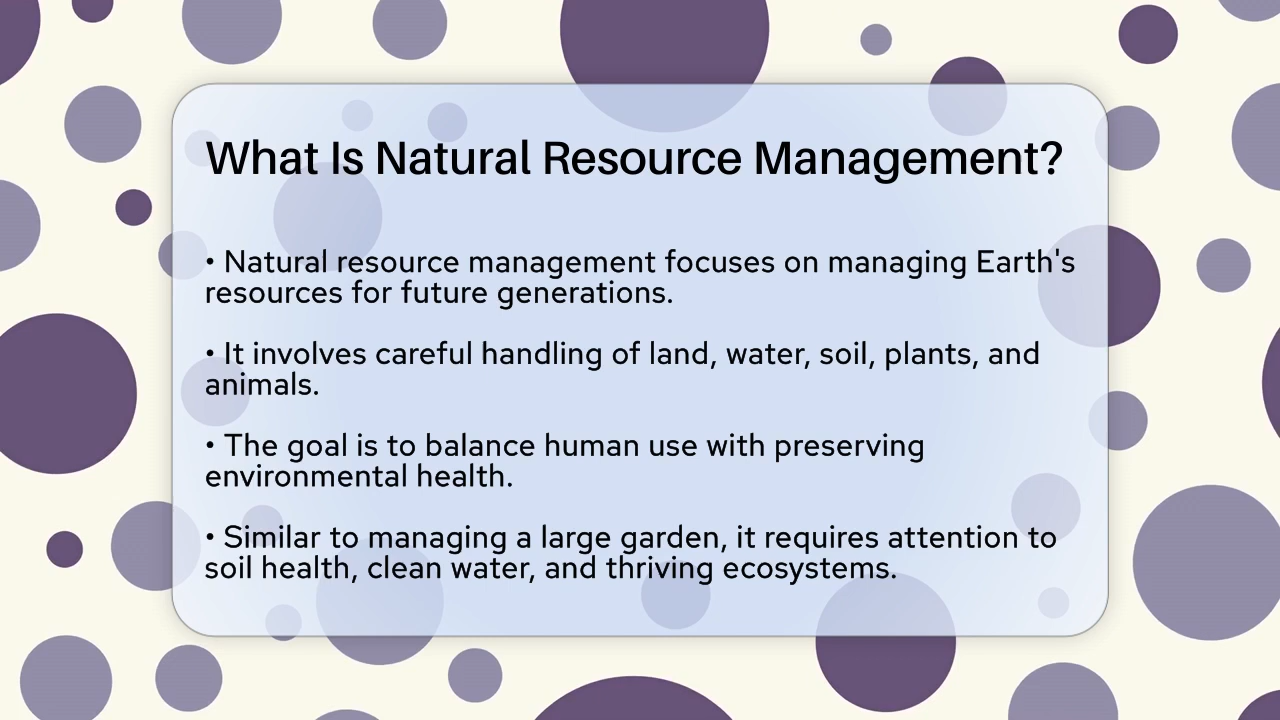 What Is Natural Resource Management?
• Natural resource management focuses on managing Earth's
resources for future generations.
• It involves careful handling of land, water, soil, plants, and
animals.
• The goal is to balance human use with preserving
environmental health.
• Similar to managing a large garden, it requires attention to
soil health, clean water, and thriving ecosystems.